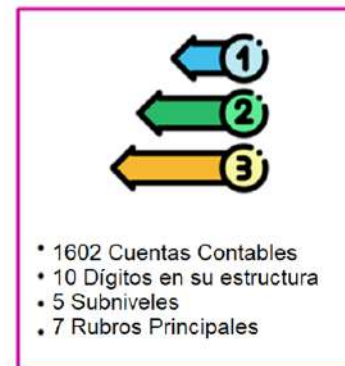 1
2
3
• 1602 Cuentas Contables
• 10 Dígitos en su estructura
• 5 Subniveles
• 7 Rubros Principales